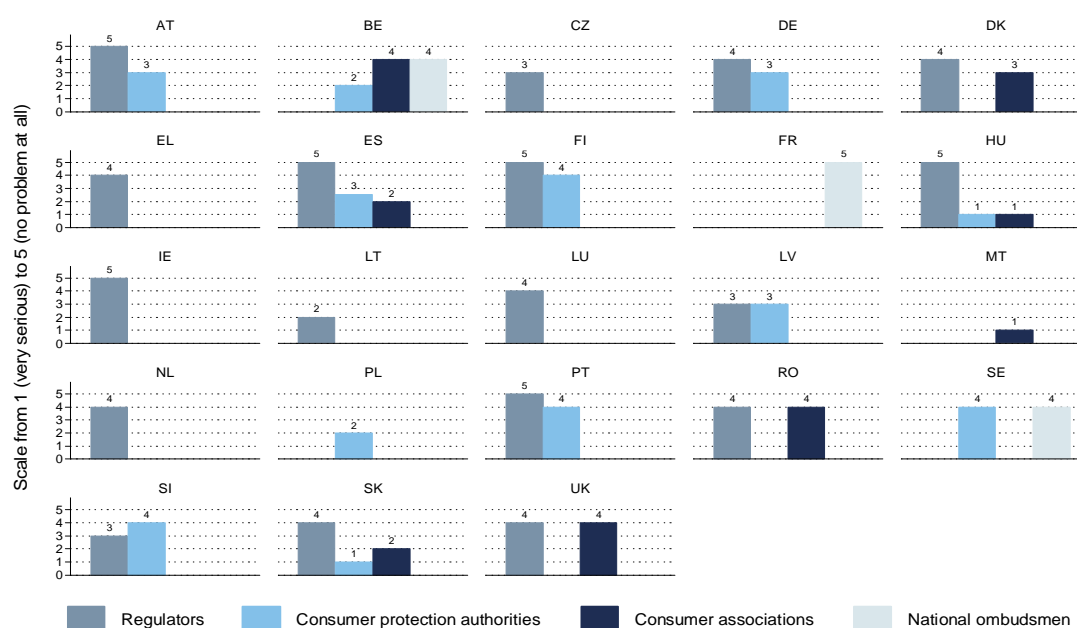 Scale from 1 (very serious) to 5 (no problem at all)
AT BE CZ DE DK
5 3 2 4 4 3 4 3 4 3
5
4
3
2
1
0
EL ES FI FR HU
4 5 3 2 5 4 5 5 1 1
5
4
3
2
1
0
IE LT LU LV MT
5 2 4 3 3 1
5
4
3
2
1
0
NL PL PT RO SE
4 2 5 4 4 4 4 4
5
4
3
2
1
0
SI SK UK
3 4 4 1 2 4 4
5
4
3
2
1
0
Regulators Consumer protection authorities Consumer associations National ombudsmen